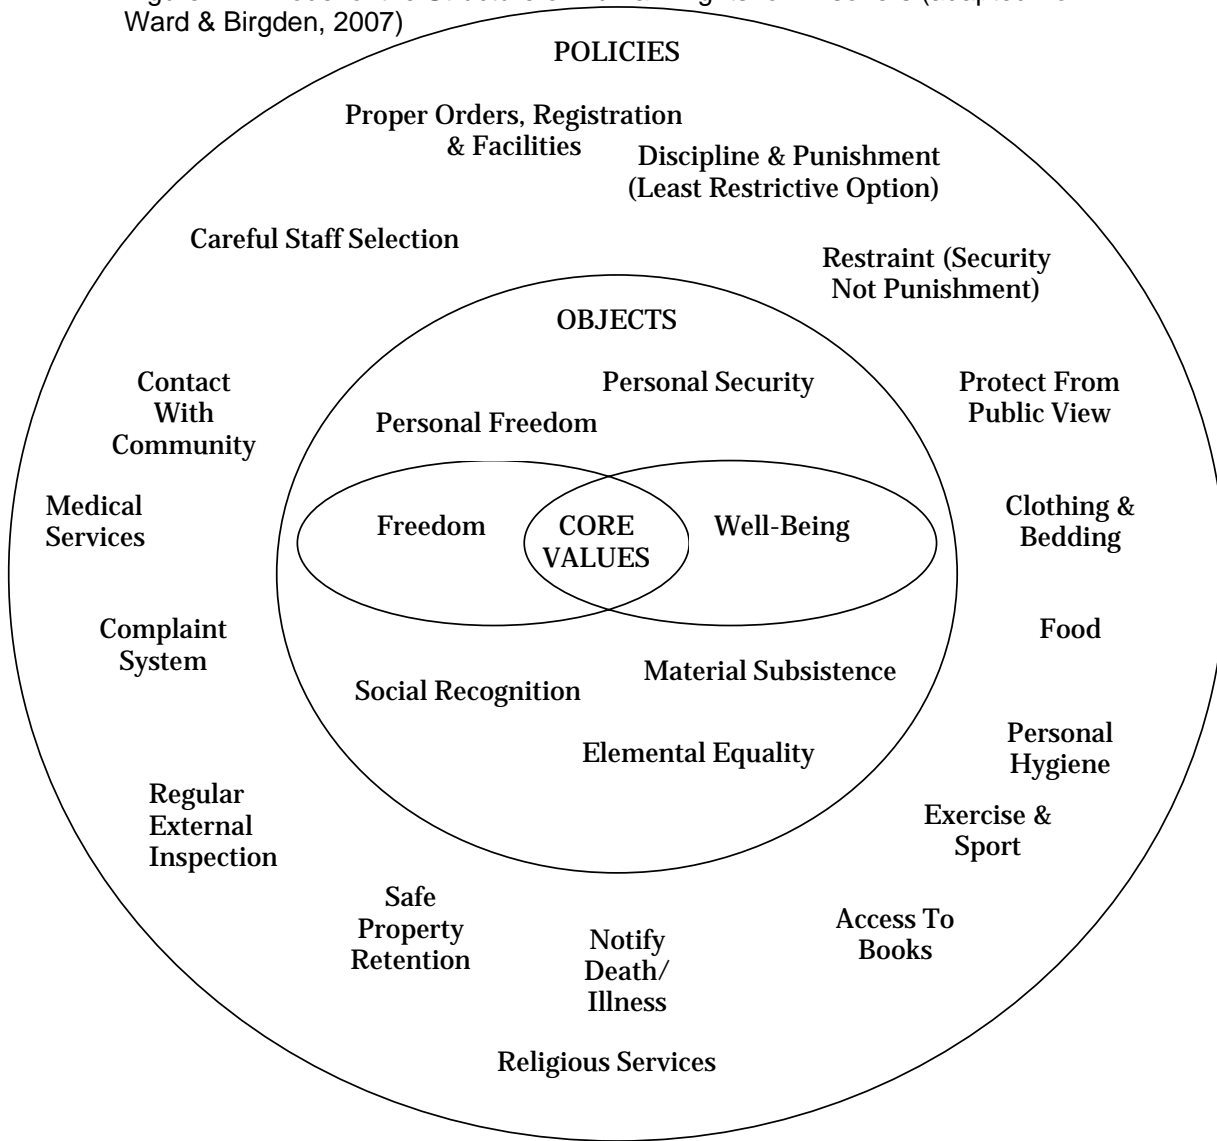 Ward & Birgden, 2007)
POLICIES
Proper Orders, Registration
& Facilities
Discipline & Punishment
(Least Restrictive Option)
Careful Staff Selection
Restraint (Security
Not Punishment)
OBJECTS
Personal Security
Personal Freedom
Contact
With
Community
Protect From
Public View
Medical
Services
Freedom
CORE
VALUES
Well-Being
Clothing &
Bedding
Complaint
System
Food
Social Recognition
Material Subsistence
Elemental Equality
Personal
Hygiene
Regular
External
Inspection
Exercise &
Sport
Safe
Property
Retention
Notify
Death/
Illness
Access To
Books
Religious Services